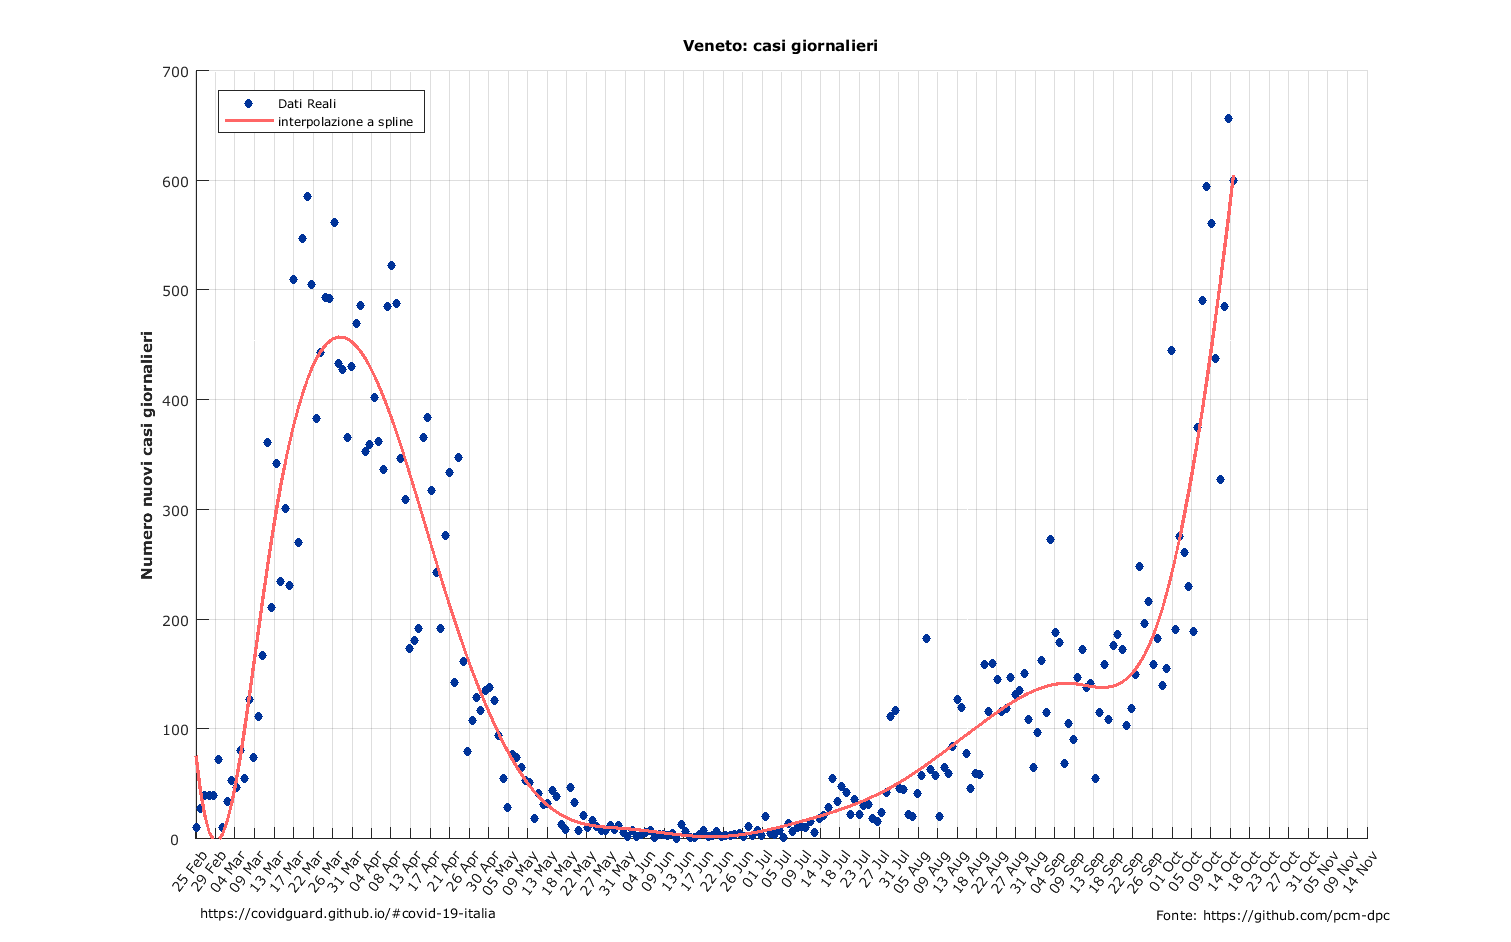 Veneto: casi giornalieri
700
Dati Reali
interpolazione a spline
600
500
400
300
200
100
0
Numero nuovi casi giornalieri
25 Feb
29 Feb
04 Mar
09 Mar
13 Mar
17 Mar
22 Mar
26 Mar
31 Mar
04 Apr
08 Apr
13 Apr
17 Apr
21 Apr
26 Apr
30 Apr
05 May
09 May
13 May
18 May
22 May
27 May
31 May
04 Jun
09 Jun
13 Jun
17 Jun
22 Jun
26 Jun
01 Jul
05 Jul
09 Jul
14 Jul
18 Jul
23 Jul
27 Jul
31 Jul
05 Aug
09 Aug
13 Aug
18 Aug
22 Aug
27 Aug
31 Aug
04 Sep
09 Sep
13 Sep
18 Sep
22 Sep
26 Sep
01 Oct
05 Oct
09 Oct
14 Oct
18 Oct
23 Oct
27 Oct
31 Oct
05 Nov
09 Nov
14 Nov
https://covidguard.github.io/#covid-19-italia
Fonte: https://github.com/pcm-dpc